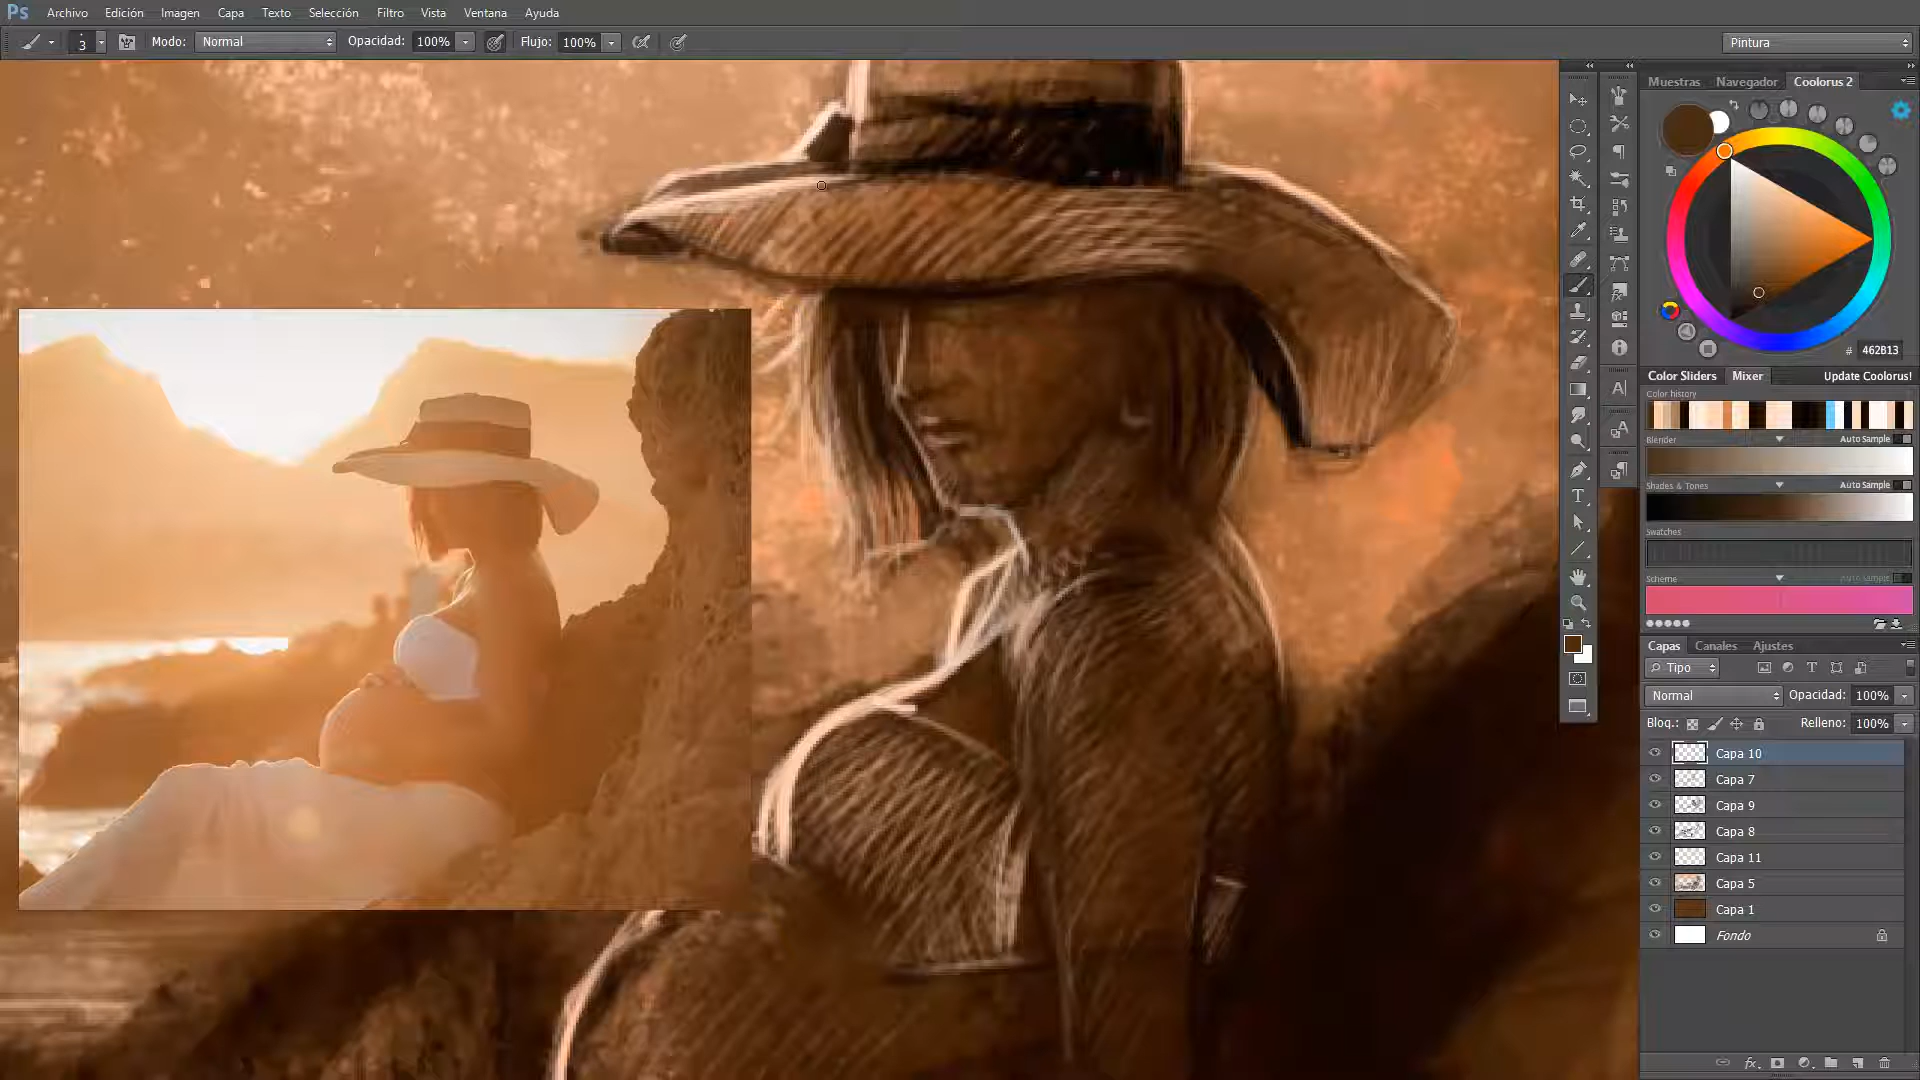 Ps Archivo Edición Imagen Capa Texto Selección Filtro Vista Ventana Ayuda
3 Modo: Normal Opacidad: 100% Flujo: 100% Pintura
Muestras Navegador Coolorus 2
# 462B13
Color Sliders Mixer Update Coolorus!
Color history
Blender Auto Sample
Shades & Tones Auto Sample
Swatches
Scheme Auto Sample
Capas Canales Ajustes
Tipo
Normal Opacidad: 100%
Bloq.: Relleno: 100%
Capa 10
Capa 7
Capa 9
Capa 8
Capa 11
Capa 5
Capa 1
Fondo